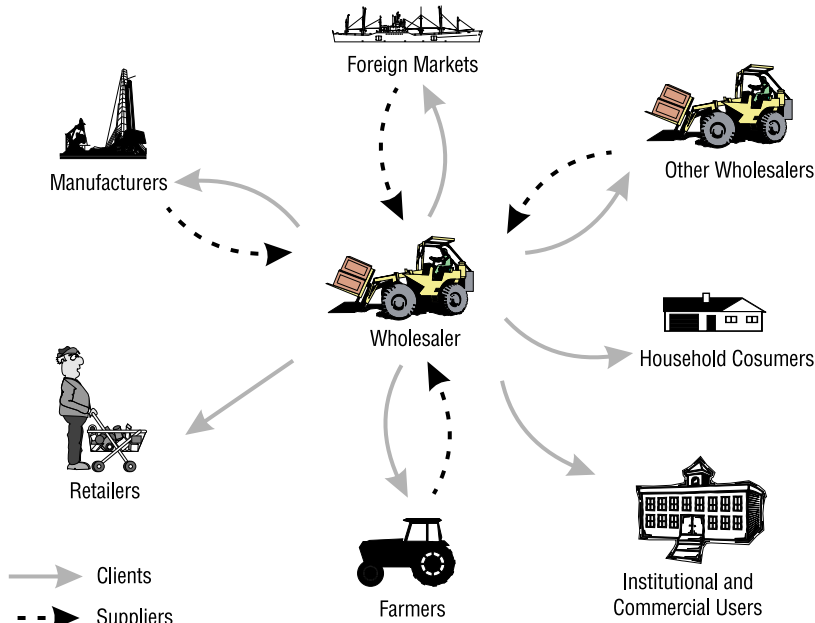 Foreign Markets
Manufacturers
Other Wholesalers
Wholesaler
Household Cosumers
Retailers
Clients
Suppliers
Farmers
Institutional and
Commercial Users